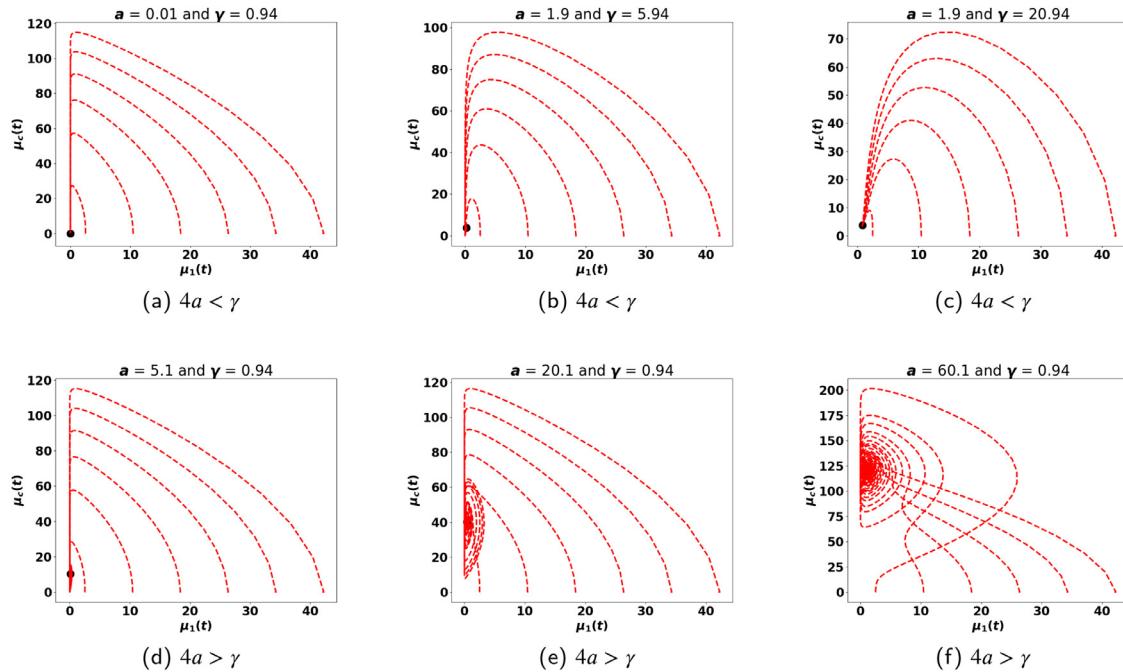 a = 0.01 and γ = 0.94
120
100
80
60
40
20
0
μc(t)
0 10 20 30 40
μ1(t)
(a) 4a < γ
a = 1.9 and γ = 5.94
100
80
60
40
20
0
μc(t)
0 10 20 30 40
μ1(t)
(b) 4a < γ
a = 1.9 and γ = 20.94
70
60
50
40
30
20
10
0
μc(t)
0 10 20 30 40
μ1(t)
(c) 4a < γ
a = 5.1 and γ = 0.94
120
100
80
60
40
20
0
μc(t)
0 10 20 30 40
μ1(t)
(d) 4a > γ
a = 20.1 and γ = 0.94
120
100
80
60
40
20
0
μc(t)
0 10 20 30 40
μ1(t)
(e) 4a > γ
a = 60.1 and γ = 0.94
200
175
150
125
100
75
50
25
0
μc(t)
0 10 20 30 40
μ1(t)
(f) 4a > γ